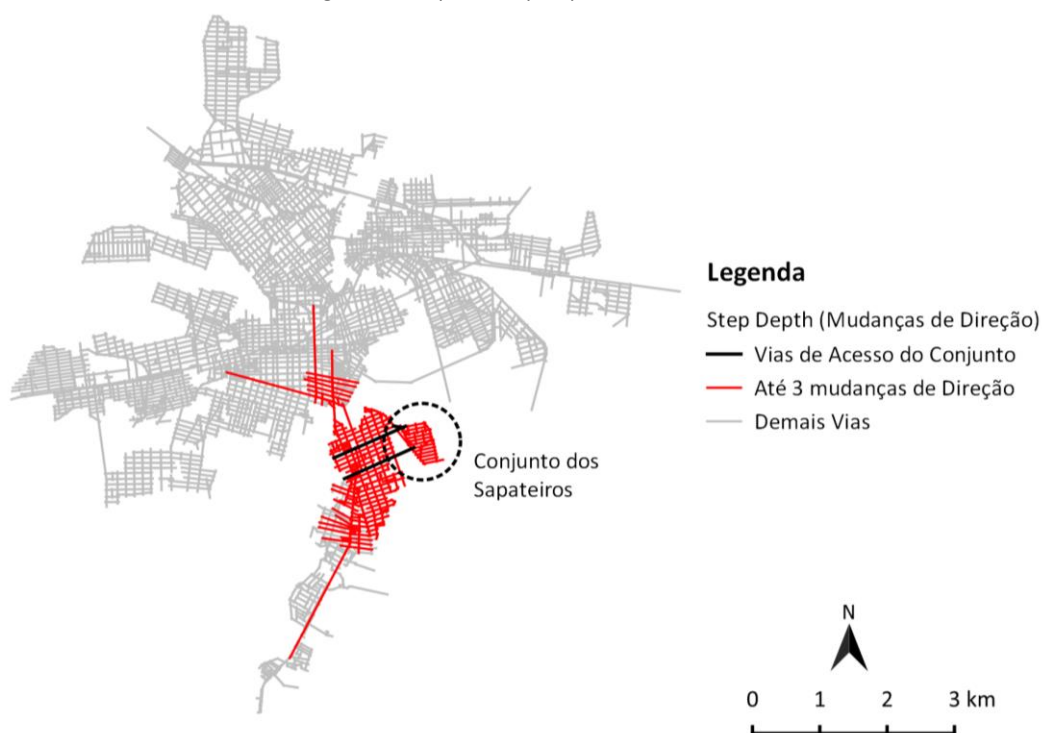 Legenda
Step Depth (Mudanças de Direção)
Vias de Acesso do Conjunto
Até 3 mudanças de Direção
Demais Vias
Conjunto dos
Sapateiros
N
0 1 2 3 km